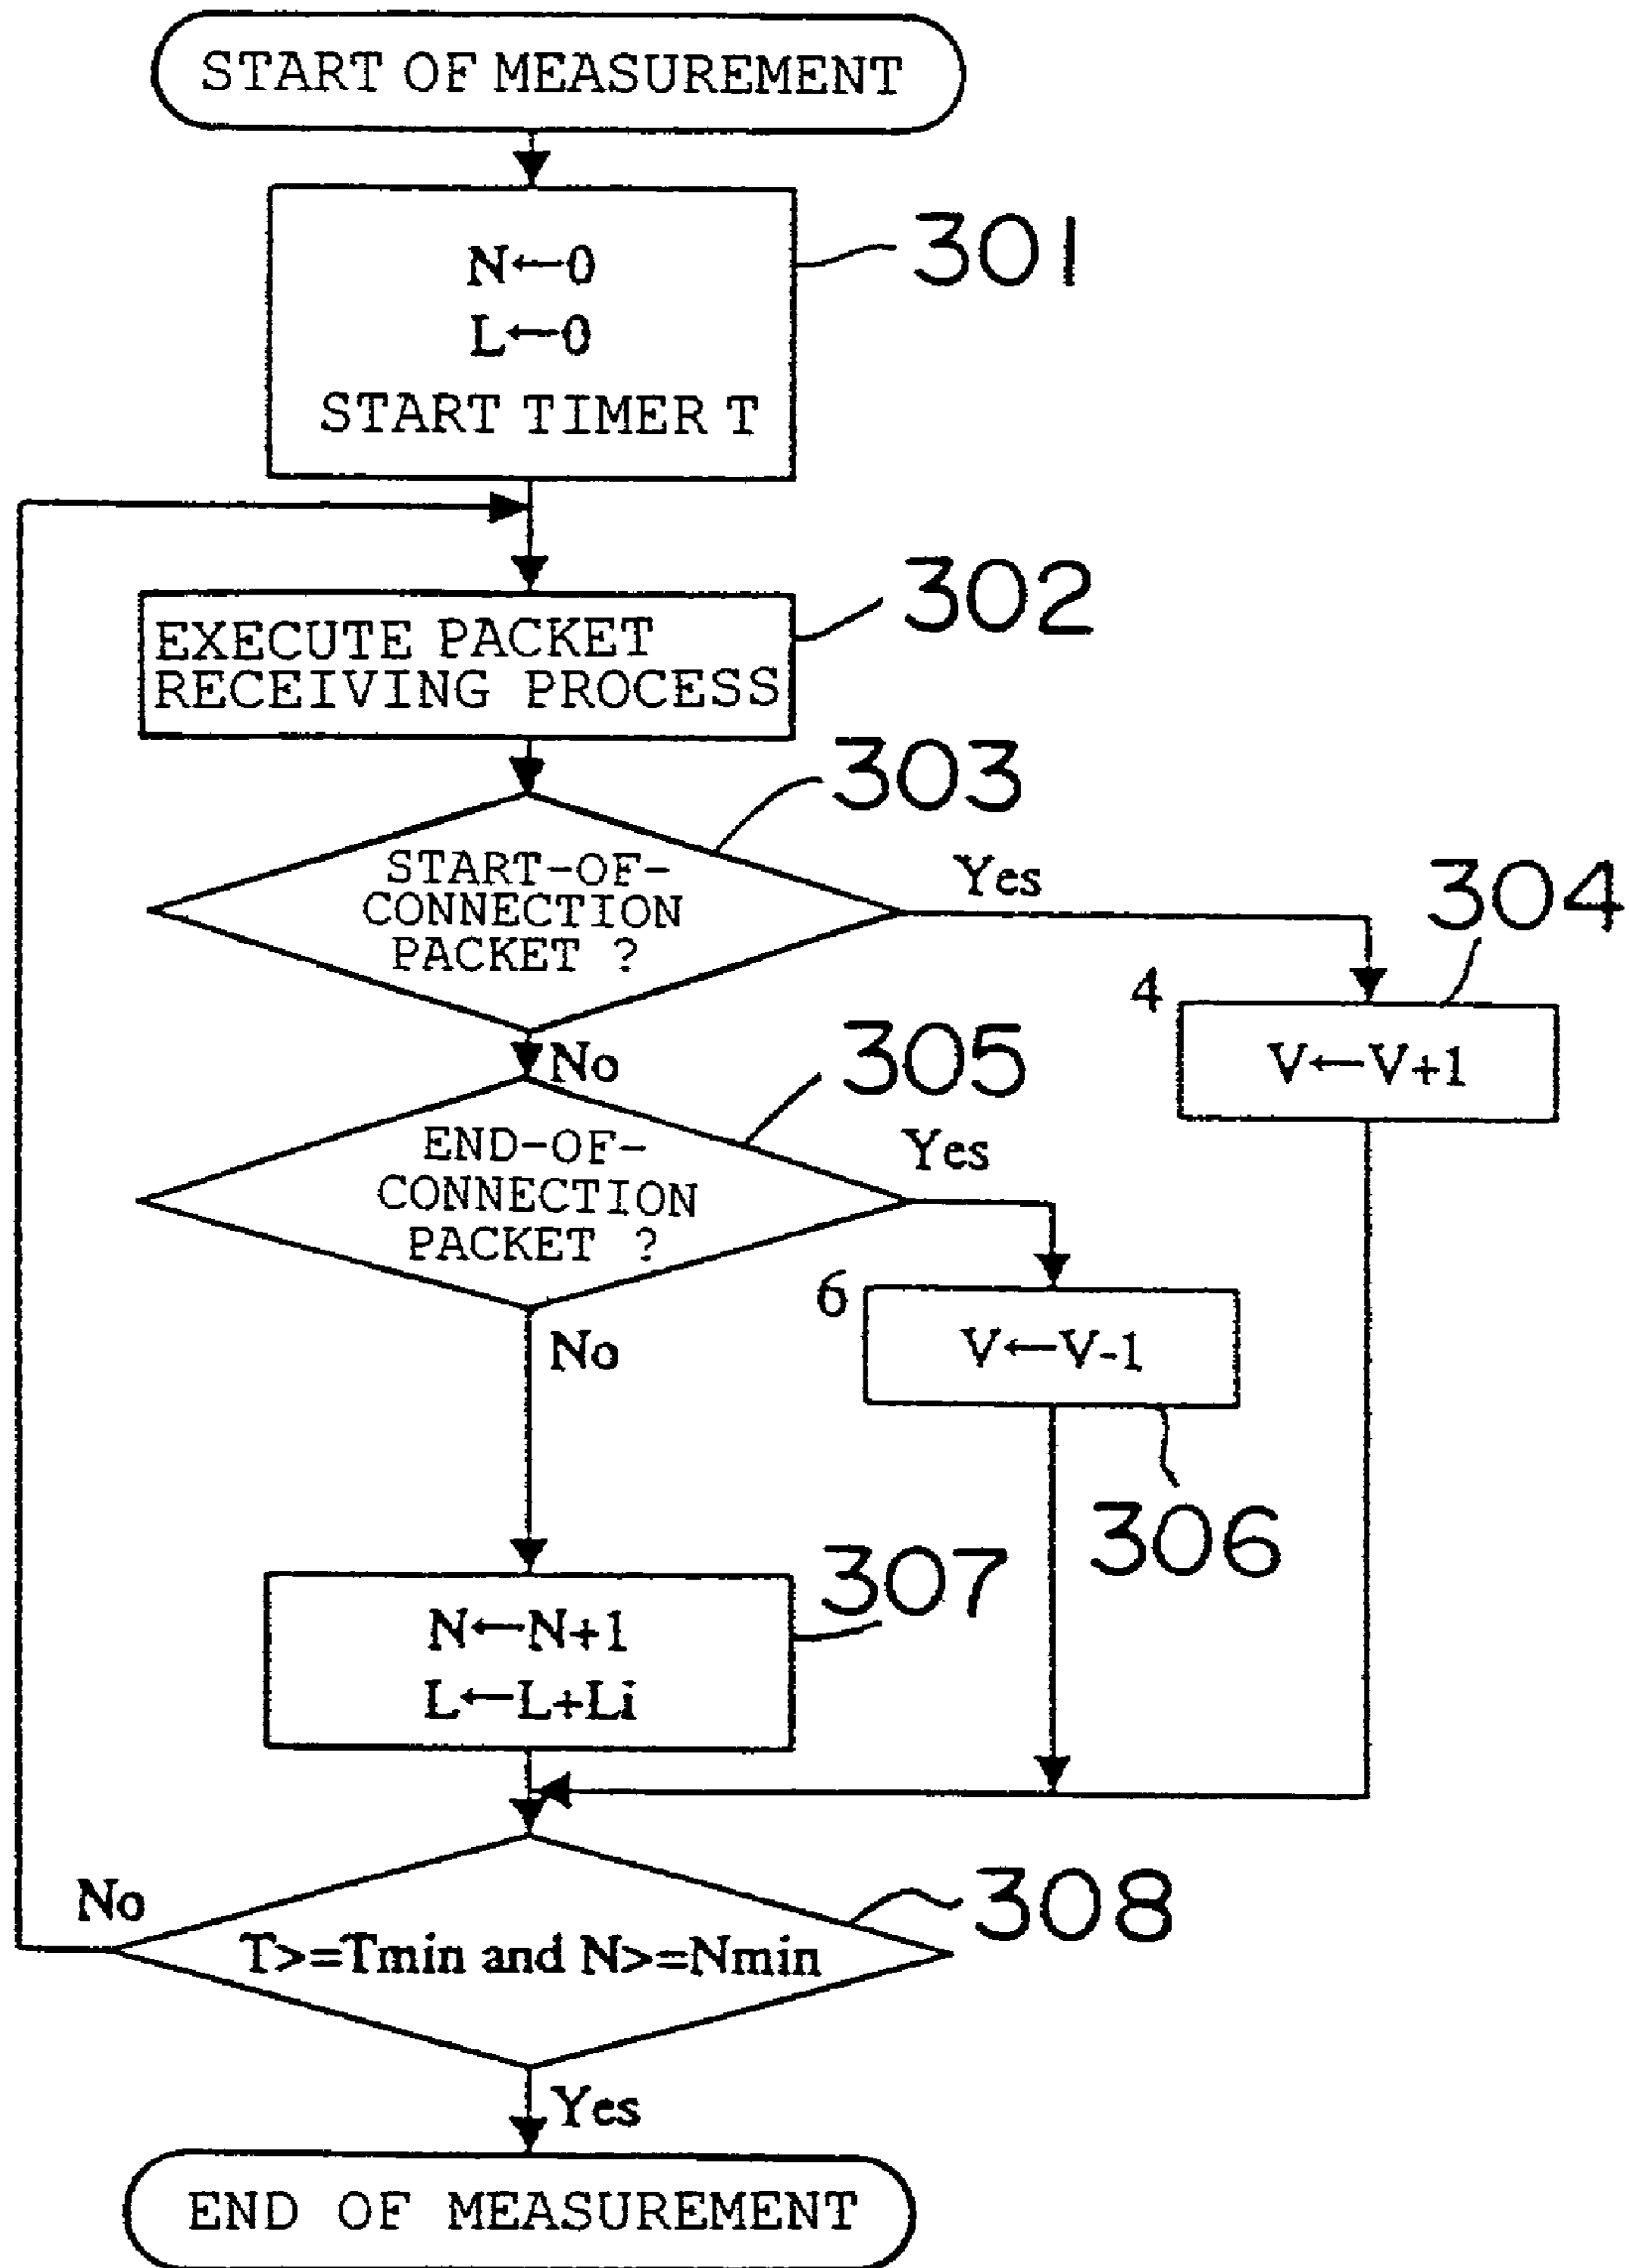 START OF MEASUREMENT
N←0
L←0
START TIMER T
301
EXECUTE PACKET
RECEIVING PROCESS
302
303
START-OF-
CONNECTION
PACKET ?
Yes
304
4
V←V+1
No
305
END-OF-
CONNECTION
PACKET ?
Yes
6
V←V-1
306
No
307
N←N+1
L←L+Li
No
308
T>=Tmin and N>=Nmin
Yes
END OF MEASUREMENT